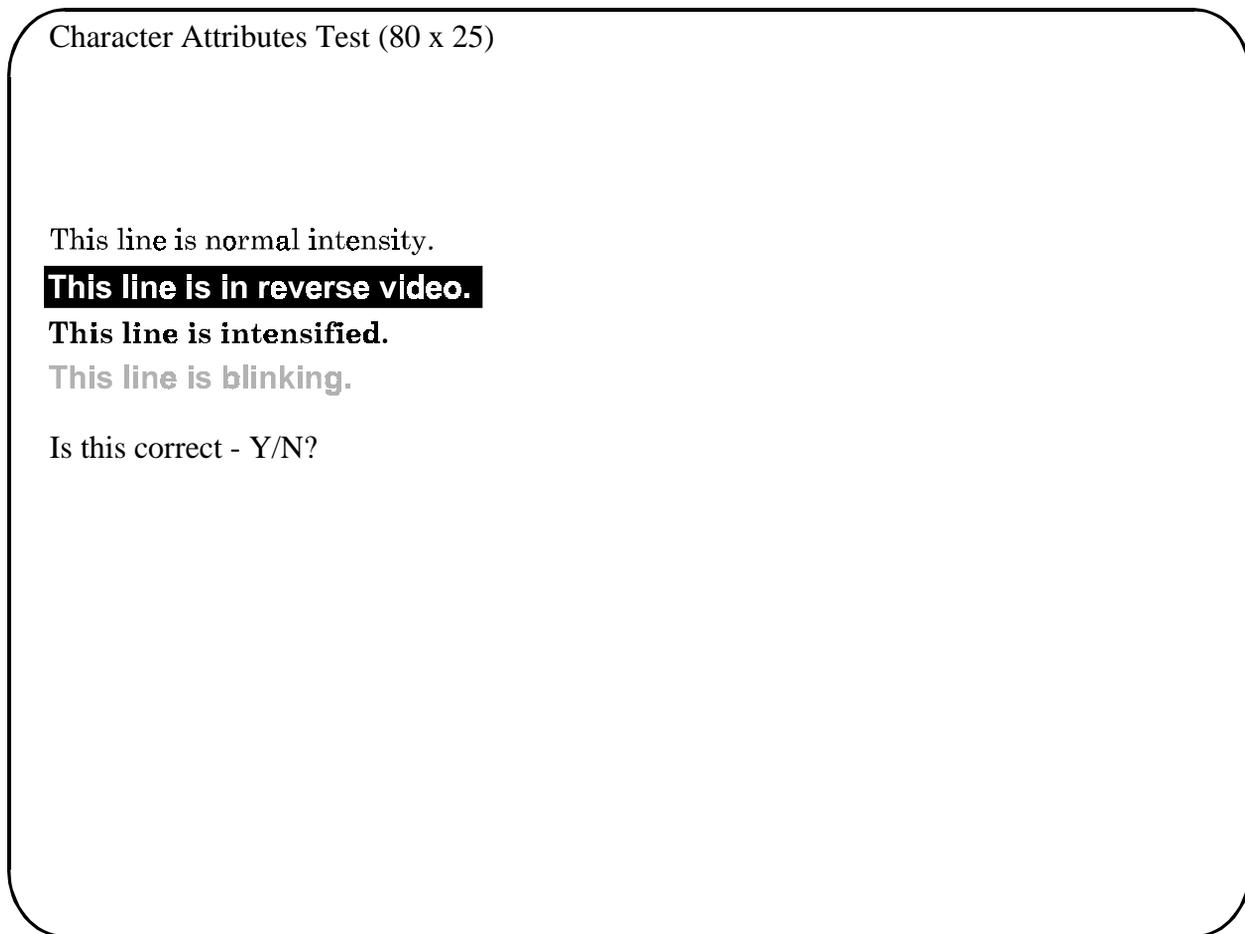 Character Attributes Test (80 x 25)
This line is normal intensity.
This line is in reverse video.
This line is intensified.
This line is blinking.
Is this correct - Y/N?